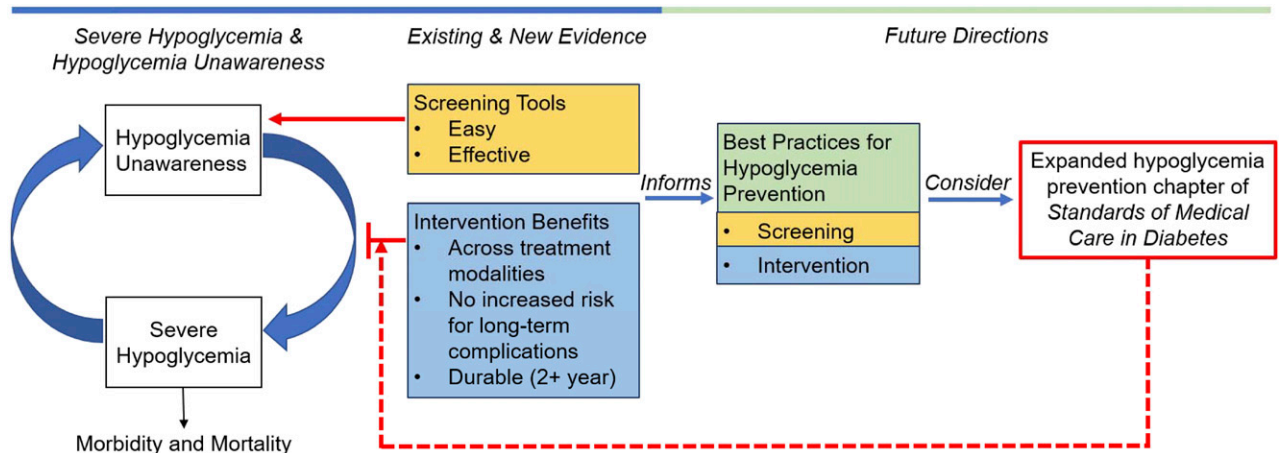 Severe Hypoglycemia &
Hypoglycemia Unawareness
Existing & New Evidence
Future Directions
Hypoglycemia
Unawareness
Severe
Hypoglycemia
Morbidity and Mortality
Screening Tools
• Easy
• Effective
Intervention Benefits
• Across treatment
modalities
• No increased risk
for long-term
complications
• Durable (2+ year)
Informs
Best Practices for
Hypoglycemia
Prevention
• Screening
• Intervention
Consider
Expanded hypoglycemia
prevention chapter of
Standards of Medical
Care in Diabetes